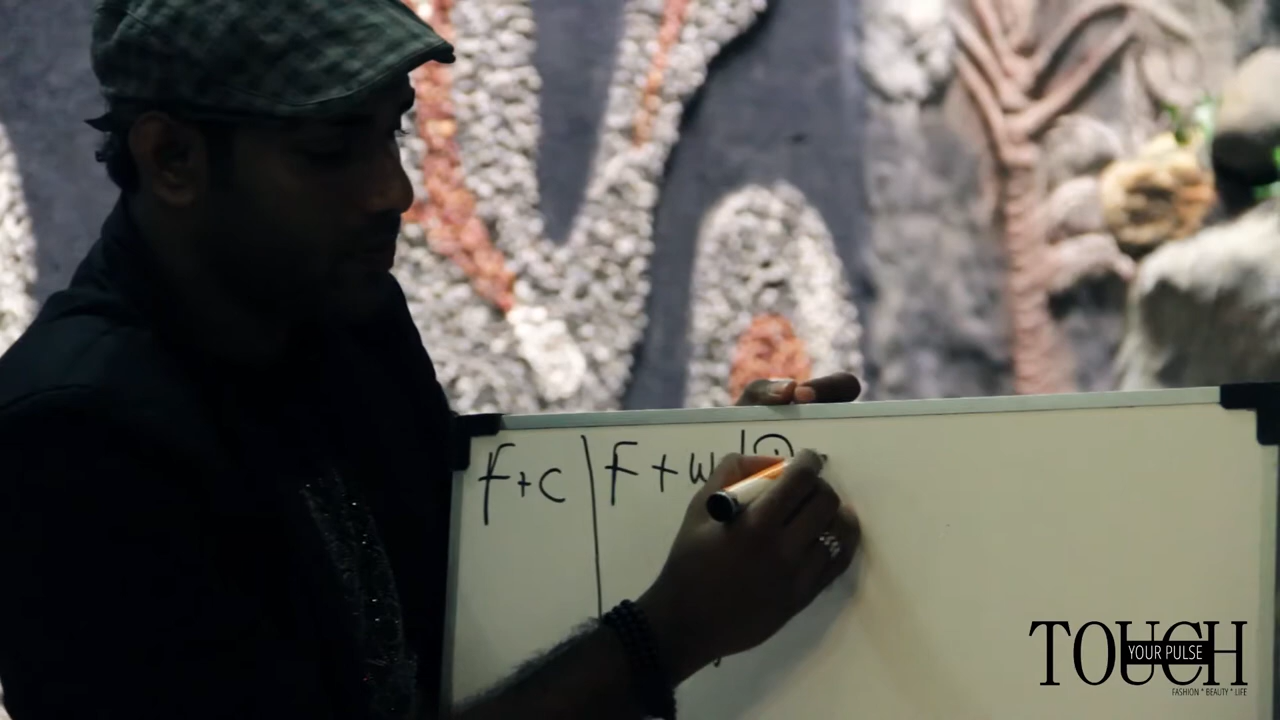 F+C | F + W |
TOUCH
YOUR PULSE
FASHION * BEAUTY * LIFE